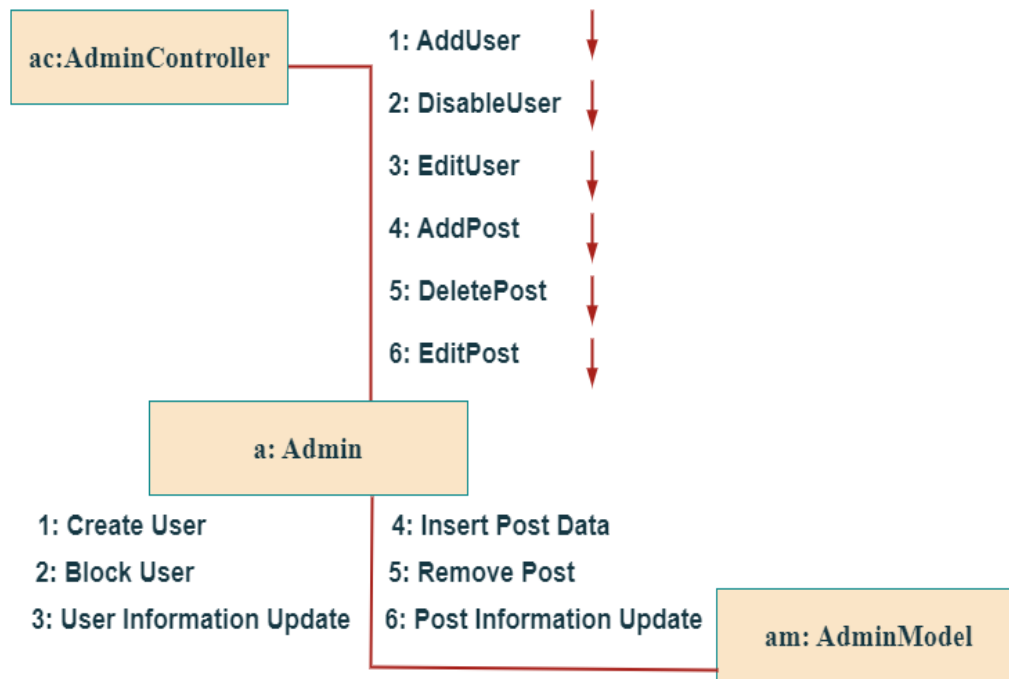 ac:AdminController
1: AddUser
2: DisableUser
3: EditUser
4: AddPost
5: DeletePost
6: EditPost
a: Admin
1: Create User
2: Block User
3: User Information Update
4: Insert Post Data
5: Remove Post
6: Post Information Update
am: AdminModel